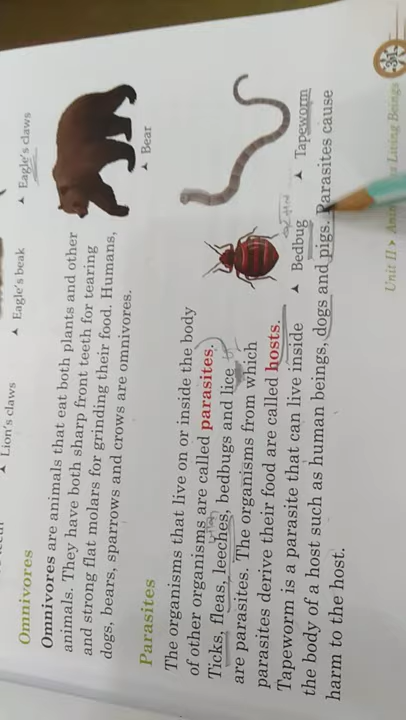 Lion's claws
Eagle's beak
Eagle's claws
Omnivores
Omnivores are animals that eat both plants and other
animals. They have both sharp front teeth for tearing
and strong flat molars for grinding their food. Humans,
dogs, bears, sparrows and crows are omnivores.
Bear
Parasites
The organisms that live on or inside the body
of other organisms are called parasites.
Ticks, fleas, leeches, bedbugs and lice
are parasites. The organisms from which
parasites derive their food are called hosts.
Tapeworm is a parasite that can live inside
the body of a host such as human beings, dogs and pigs. Parasites cause
harm to the host.
Bedbug
Tapeworm
Unit II
Living Beings